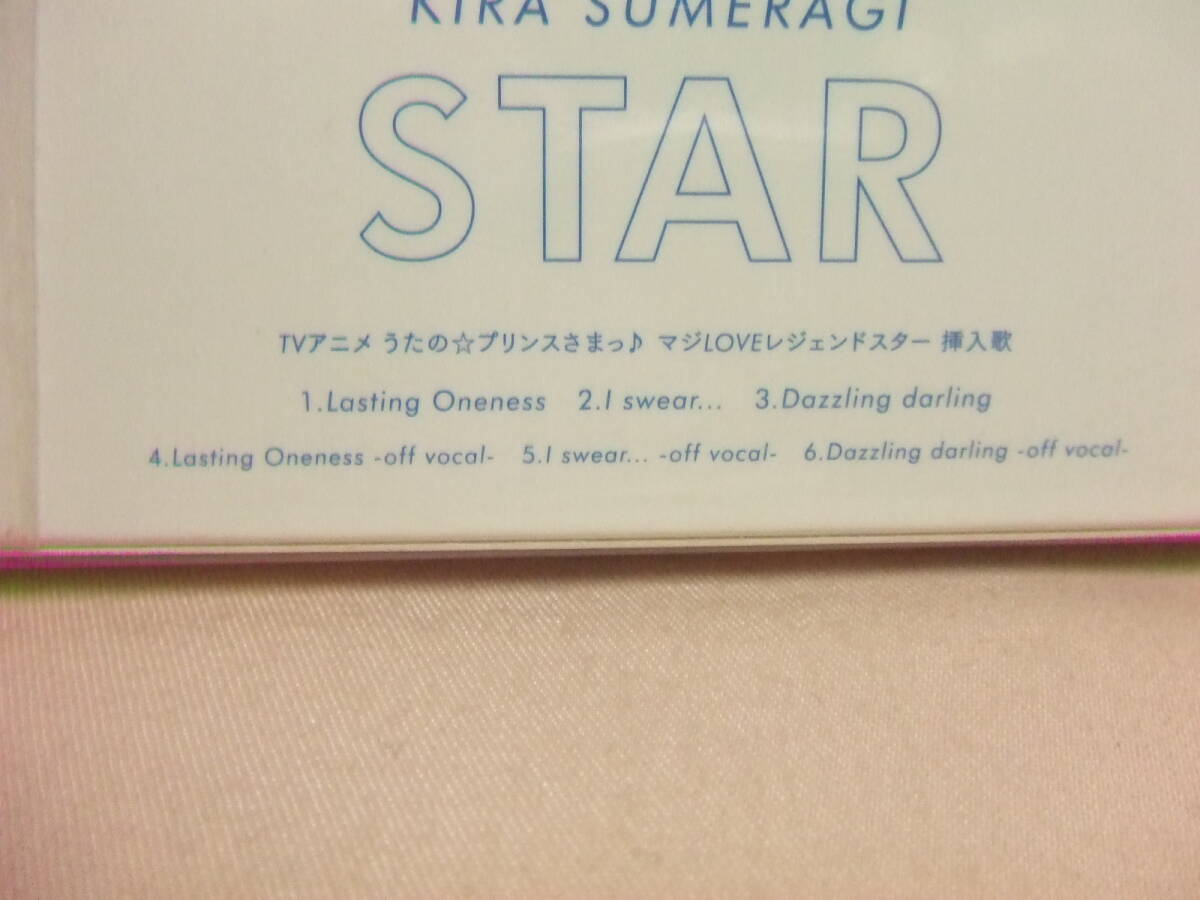 KIRA SUMERAGI
STAR
TVアニメ うたの☆プリンスさまっ♪ マジLOVEレジェンドスター 挿入歌
1.Lasting Oneness 2.I swear... 3.Dazzling darling
4.Lasting Oneness -off vocal- 5.I swear... -off vocal- 6.Dazzling darling -off vocal-